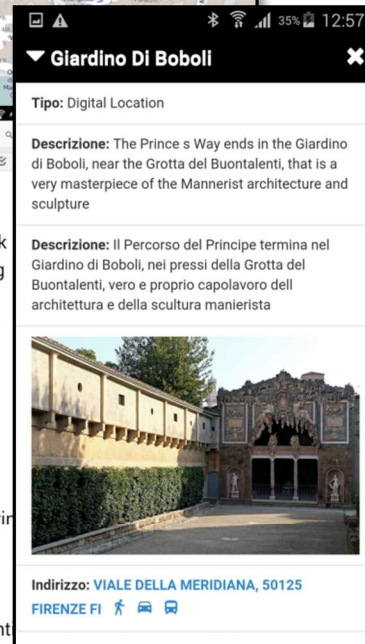 35% 12:57
Giardino Di Boboli
Tipo: Digital Location
Descrizione: The Prince s Way ends in the Giardino
di Boboli, near the Grotta del Buontalenti, that is a
very masterpiece of the Mannerist architecture and
sculpture
Descrizione: Il Percorso del Principe termina nel
Giardino di Boboli, nei pressi della Grotta del
Buontalenti, vero e proprio capolavoro dell
architettura e della scultura manierista
Indirizzo: VIALE DELLA MERIDIANA, 50125
FIRENZE FI